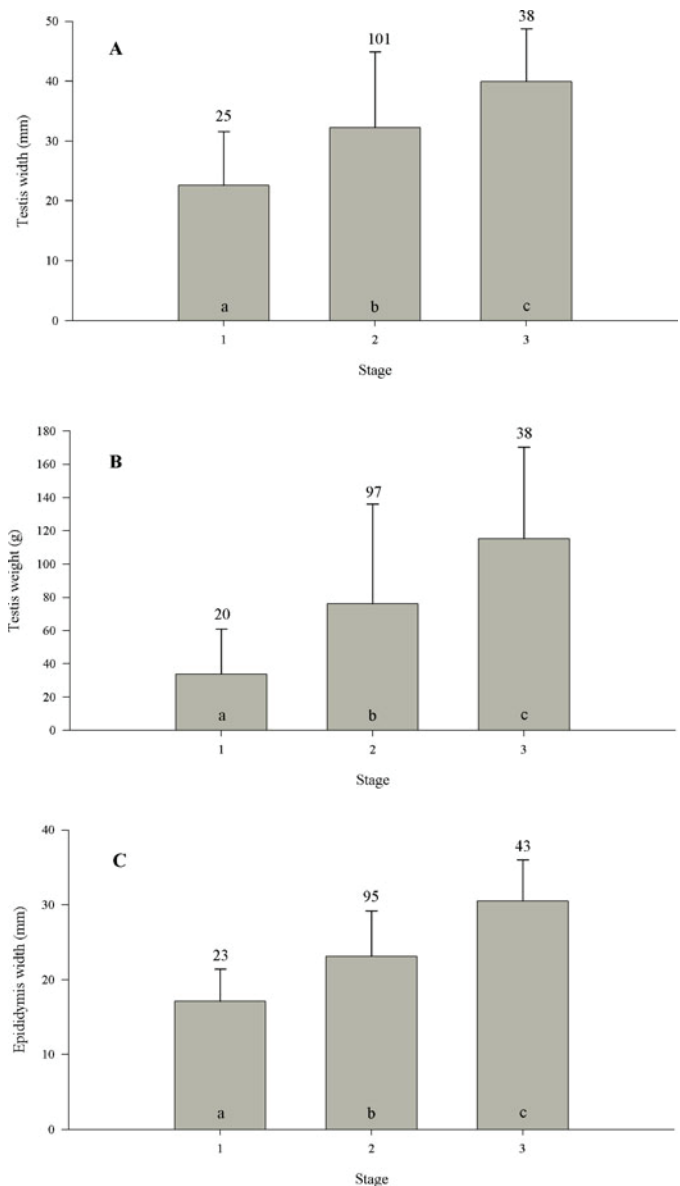 A
Testis width (mm)
50
40
30
20
10
0
25
101
38
a
b
c
1
2
3
Stage
B
Testis weight (g)
180
160
140
120
100
80
60
40
20
0
20
97
38
a
b
c
1
2
3
Stage
C
Epididymis width (mm)
40
30
20
10
0
23
95
43
a
b
c
1
2
3
Stage